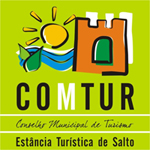 COMTUR
Conselho Municipal de Turismo
Estância Turística de Salto